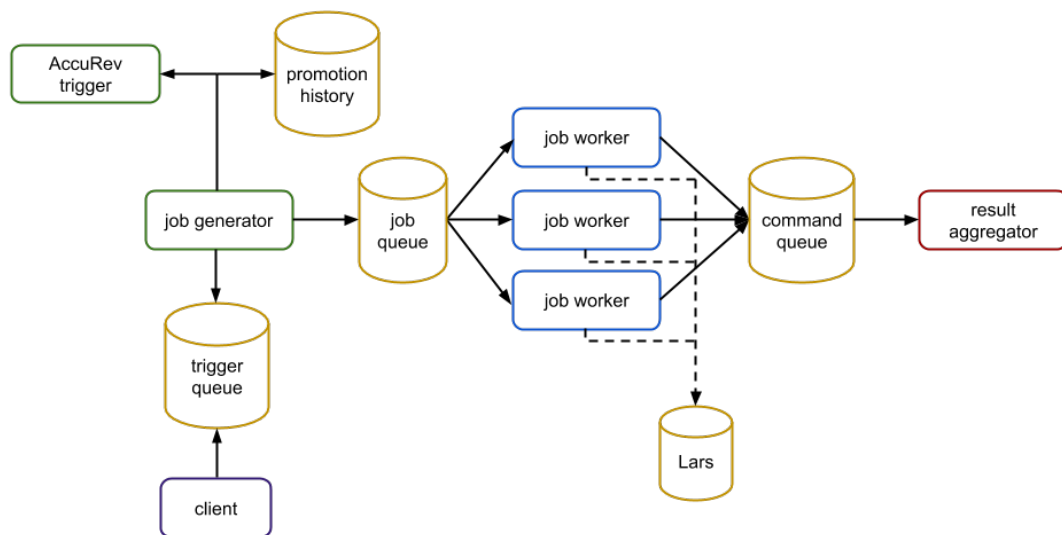 AccuRev
trigger
promotion
history
job worker
job generator
job
queue
job worker
command
queue
result
aggregator
job worker
trigger
queue
Lars
client